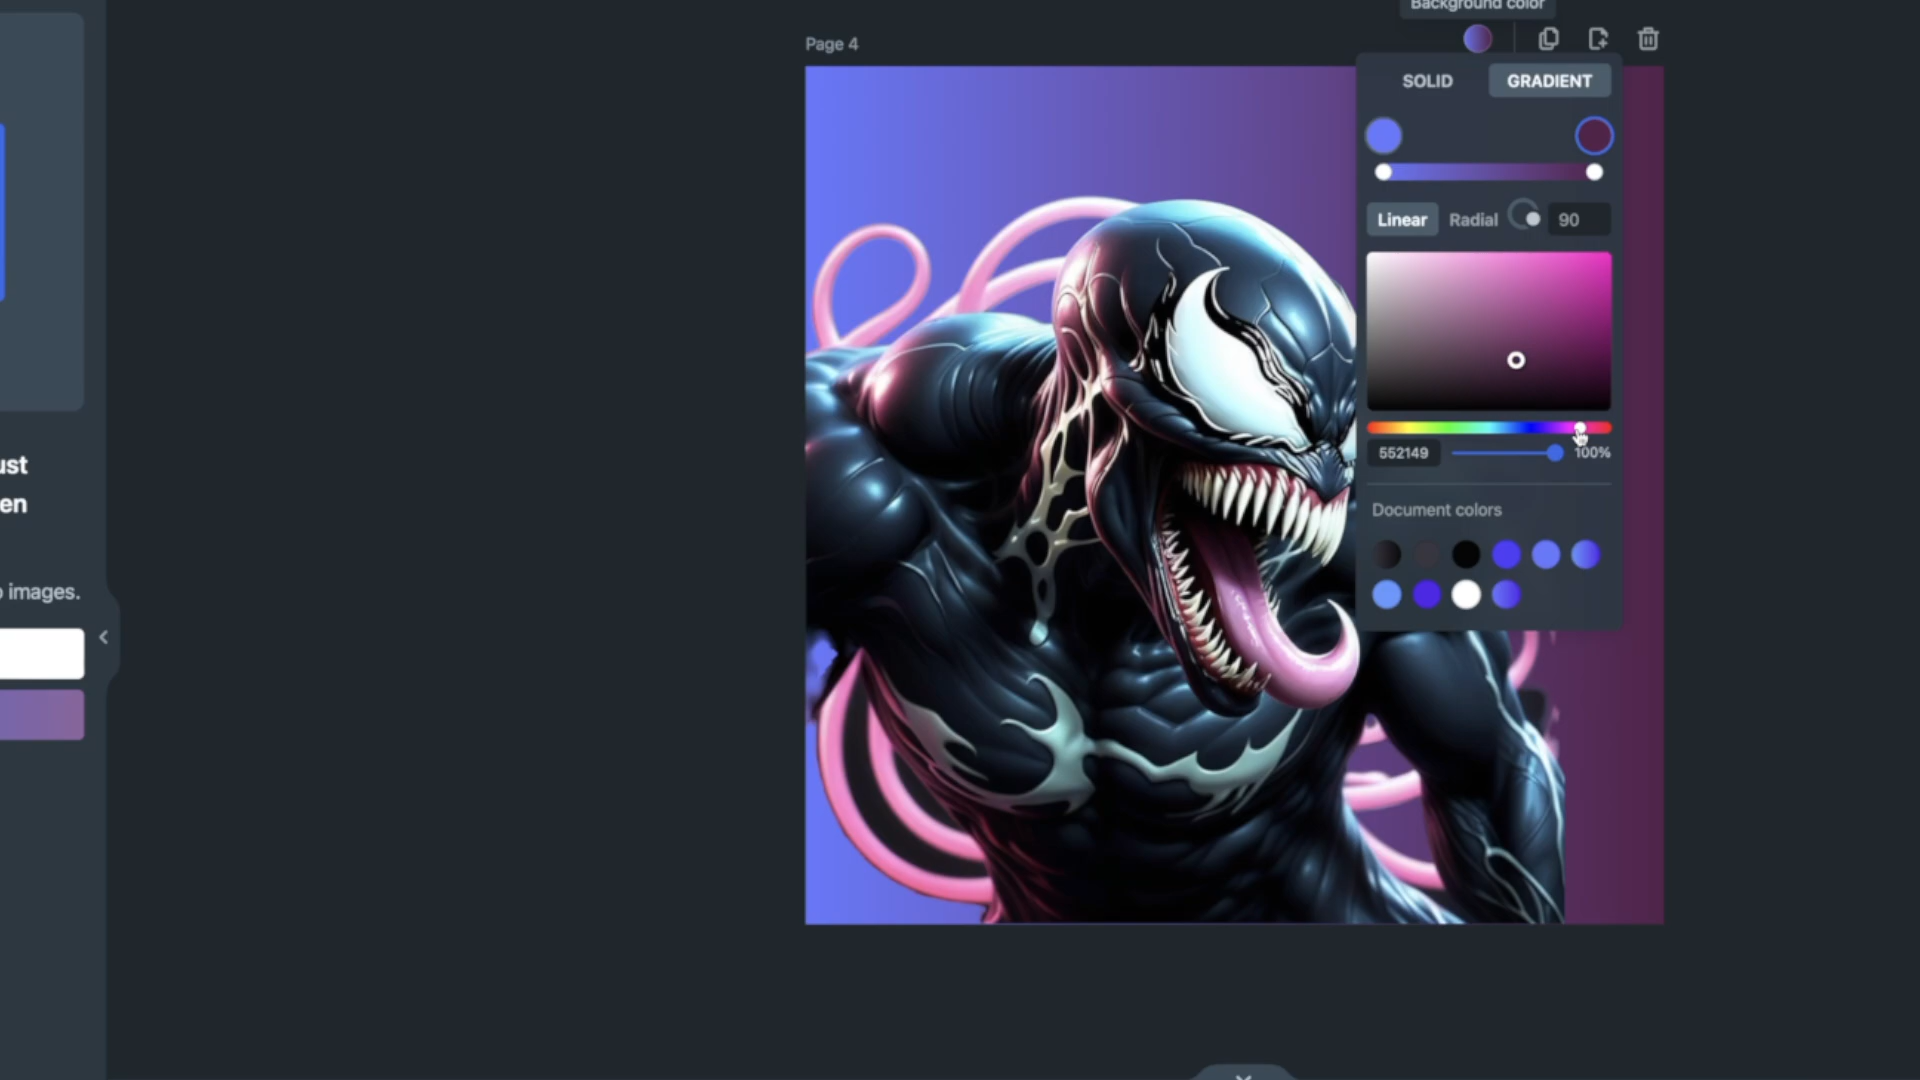 Background color
Page 4
SOLID
GRADIENT
Linear
Radial
90
552149
100%
Document colors
ust
en
images.